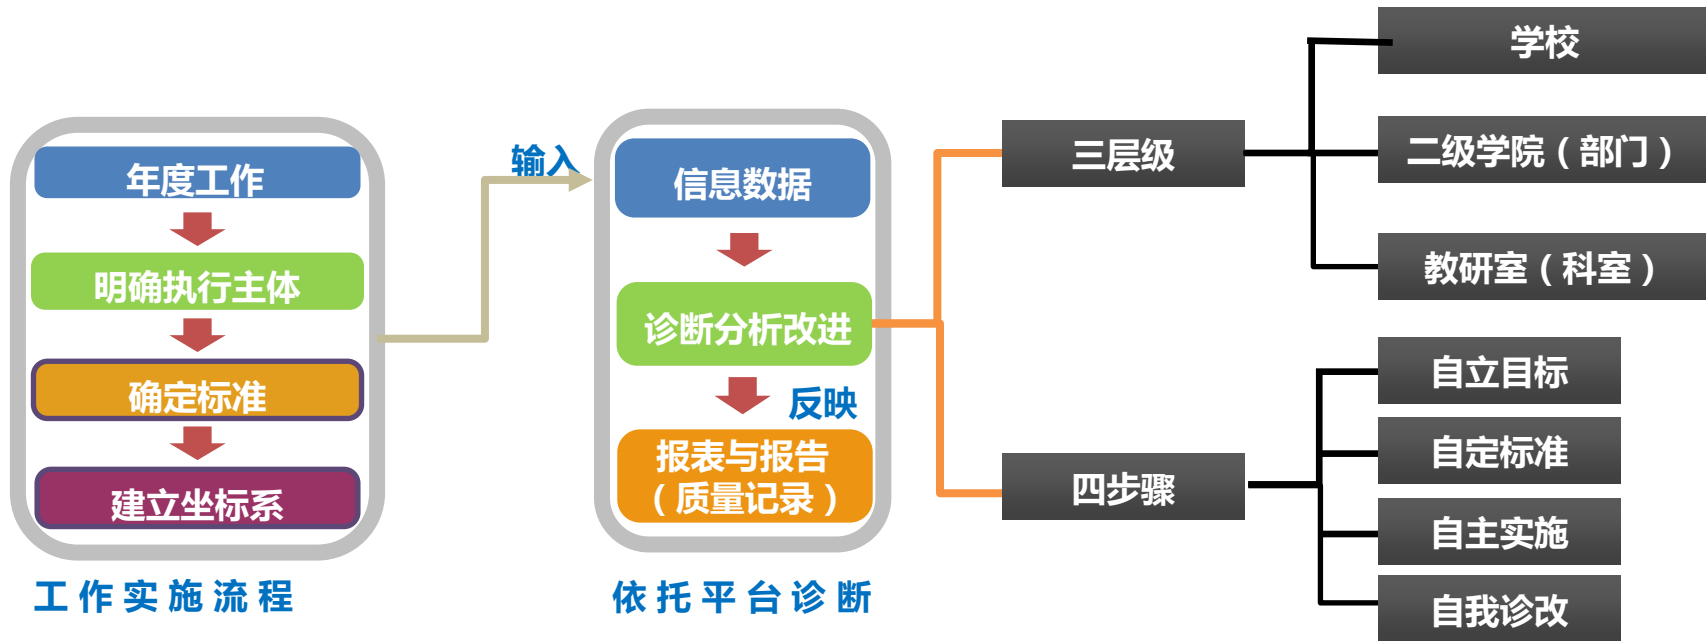 年度工作
明确执行主体
确定标准
建立坐标系
工作实施流程
输入
信息数据
诊断分析改进
反映
报表与报告
（质量记录）
依托平台诊断
三层级
学校
二级学院（部门）
教研室（科室）
四步骤
自立目标
自定标准
自主实施
自我诊改